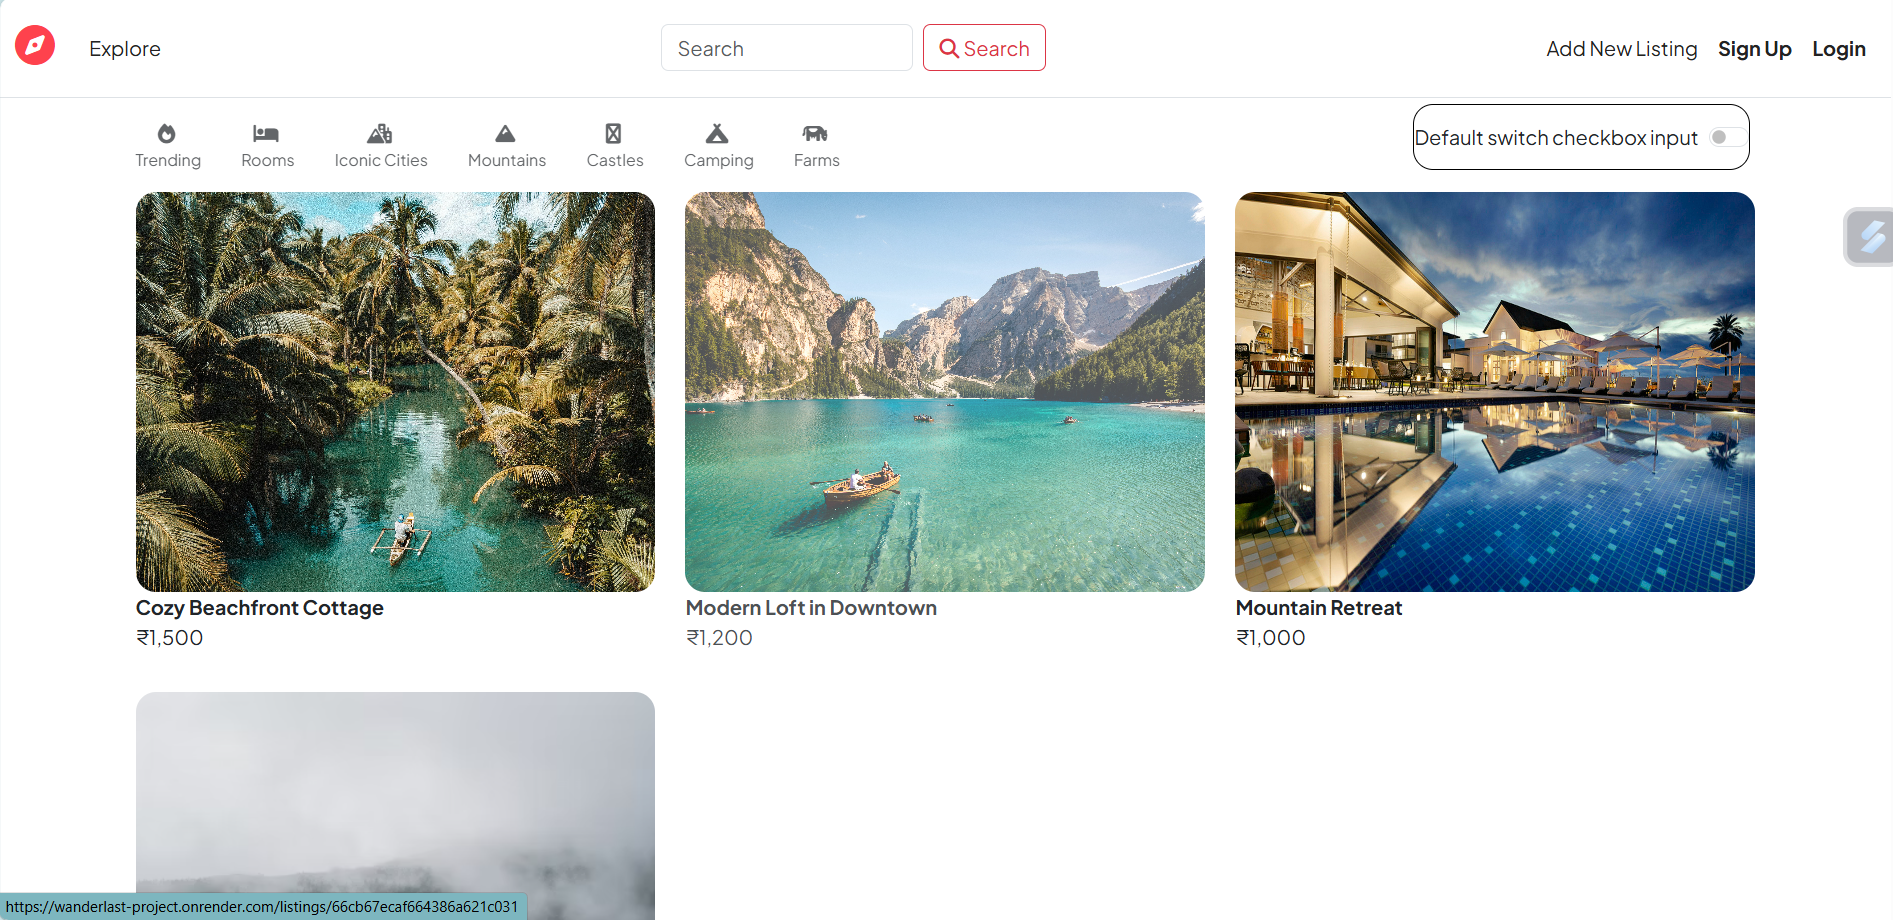 Explore
Search
Search
Add New Listing
Sign Up
Login
Trending
Rooms
Iconic Cities
Mountains
Castles
Camping
Farms
Default switch checkbox input
Cozy Beachfront Cottage
₹1,500
Modern Loft in Downtown
₹1,200
Mountain Retreat
₹1,000
https://wanderlast-project.onrender.com/listings/66cb67ecaf664386a621c031